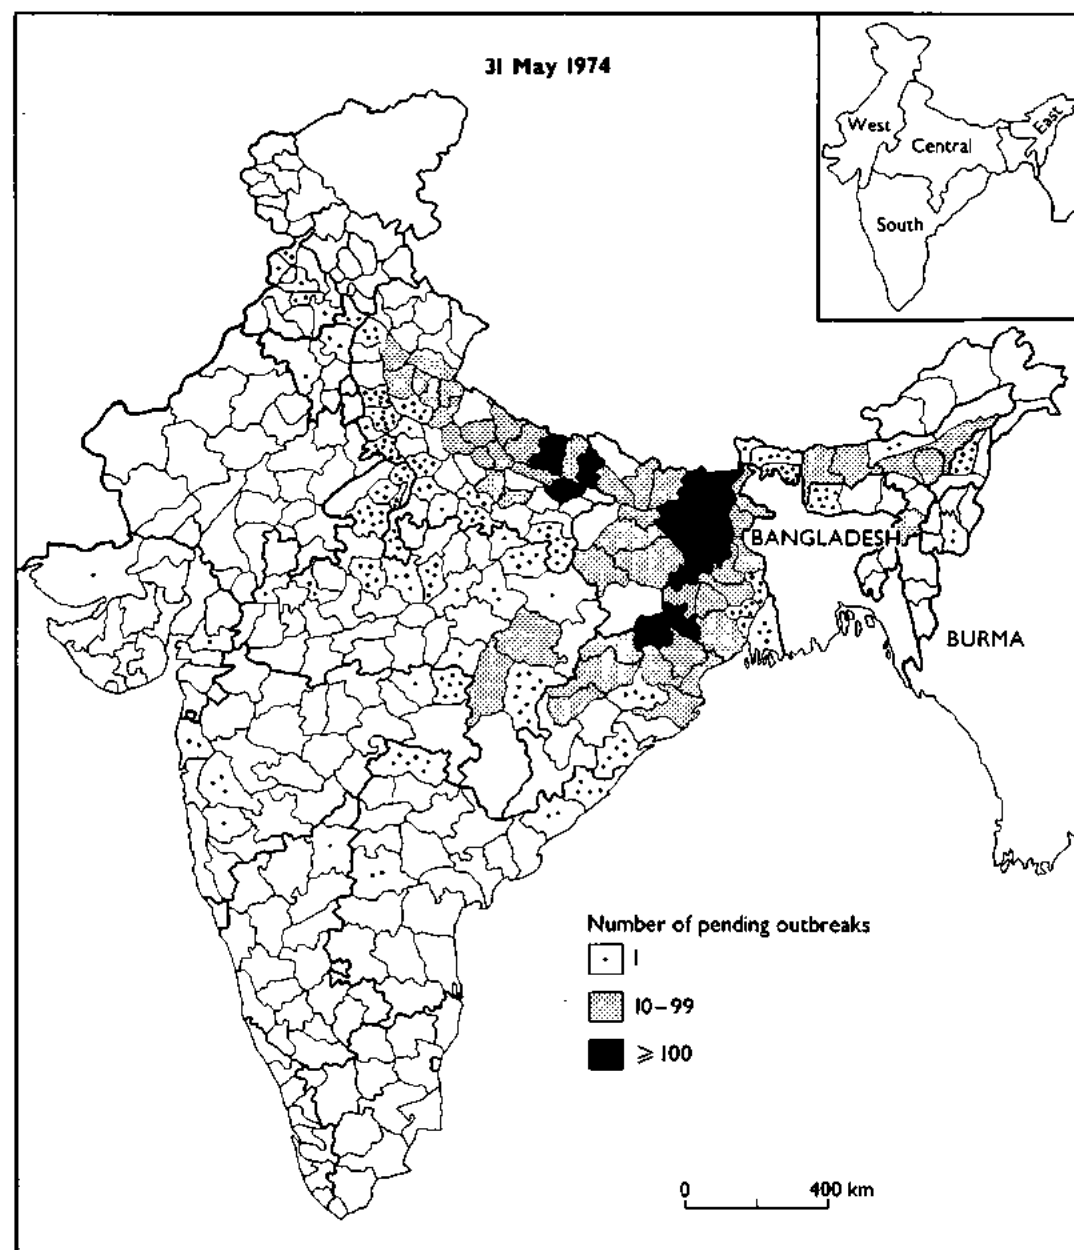 31 May 1974
West
Central
East
South
BANGLADESH
BURMA
Number of pending outbreaks
1
10–99
⩾ 100
0 400 km